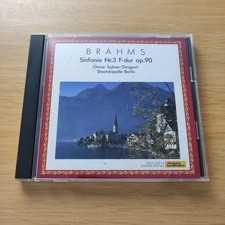 BRAHMS
Sinfonie Nr.3 F-dur op.90
Otmar Suitner·Dirigent
Staatskapelle Berlin